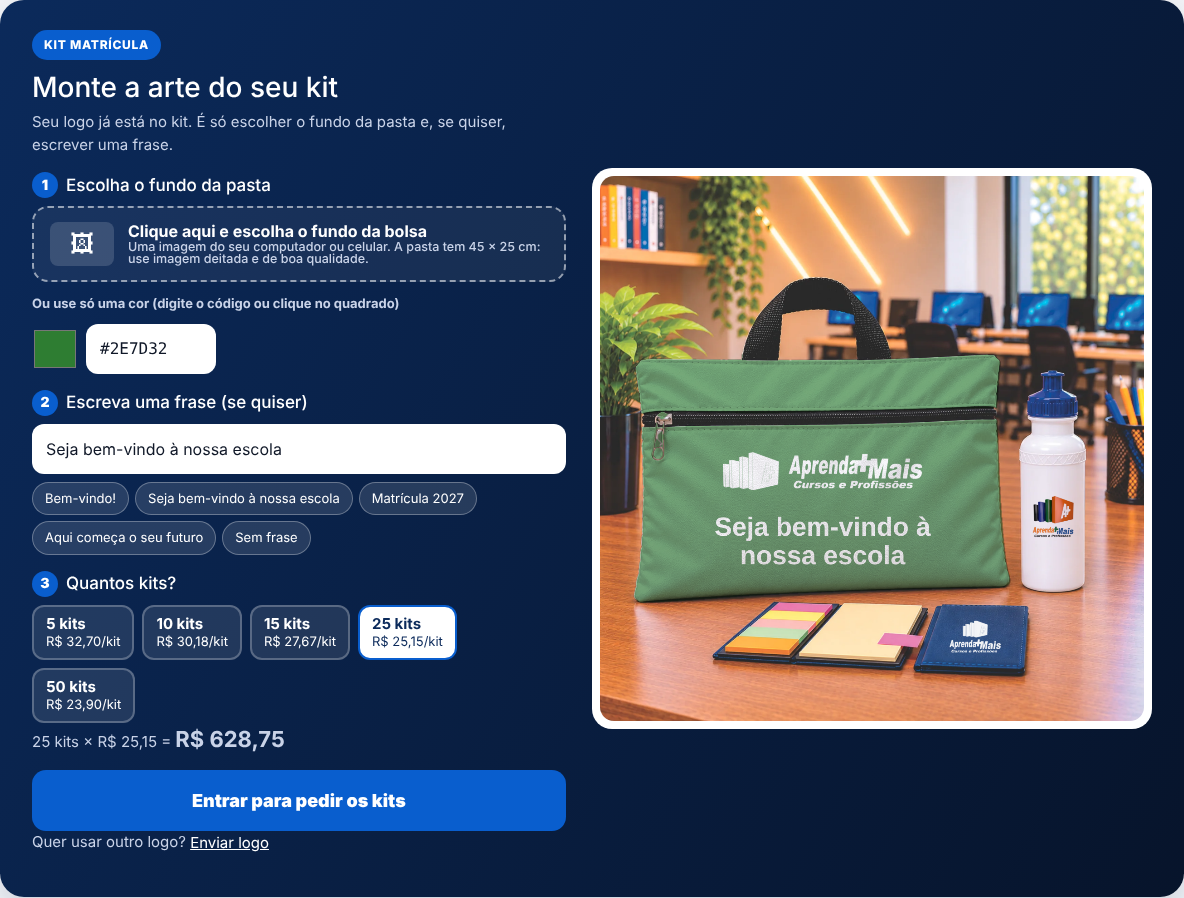 KIT MATRÍCULA
Monte a arte do seu kit
Seu logo já está no kit. É só escolher o fundo da pasta e, se quiser,
escrever uma frase.
1 Escolha o fundo da pasta
Clique aqui e escolha o fundo da bolsa
Uma imagem do seu computador ou celular. A pasta tem 45 × 25 cm:
use imagem deitada e de boa qualidade.
Ou use só uma cor (digite o código ou clique no quadrado)
#2E7D32
2 Escreva uma frase (se quiser)
Seja bem-vindo à nossa escola
Bem-vindo! Seja bem-vindo à nossa escola Matrícula 2027
Aqui começa o seu futuro Sem frase
3 Quantos kits?
5 kits 10 kits 15 kits 25 kits
R$ 32,70/kit R$ 30,18/kit R$ 27,67/kit R$ 25,15/kit
50 kits
R$ 23,90/kit
25 kits × R$ 25,15 = R$ 628,75
Entrar para pedir os kits
Quer usar outro logo? Enviar logo
Aprenda+Mais
Cursos e Profissões
Seja bem-vindo à
nossa escola
A+
Aprenda+Mais
Cursos e Profissões
Aprenda+Mais
Cursos e Profissões